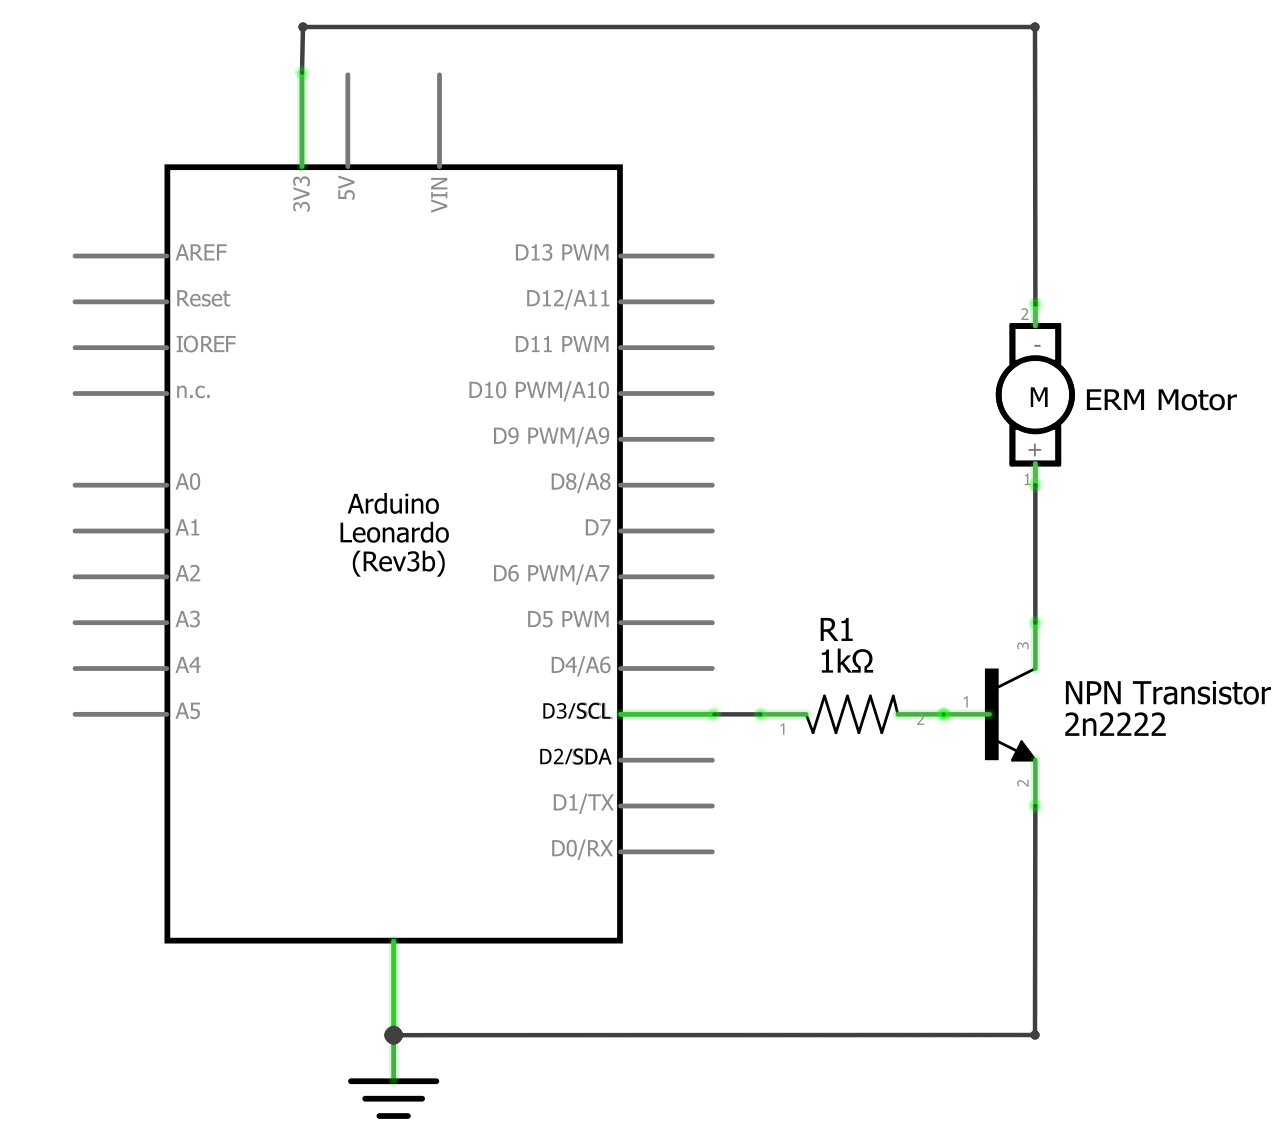 3V3
5V
VIN
AREF
Reset
IOREF
n.c.
A0
A1
A2
A3
A4
A5
Arduino
Leonardo
(Rev3b)
D13 PWM
D12/A11
D11 PWM
D10 PWM/A10
D9 PWM/A9
D8/A8
D7
D6 PWM/A7
D5 PWM
D4/A6
D3/SCL
D2/SDA
D1/TX
D0/RX
R1
1kΩ
1
2
2
-
M
+
1
ERM Motor
3
1
2
NPN Transistor
2n2222